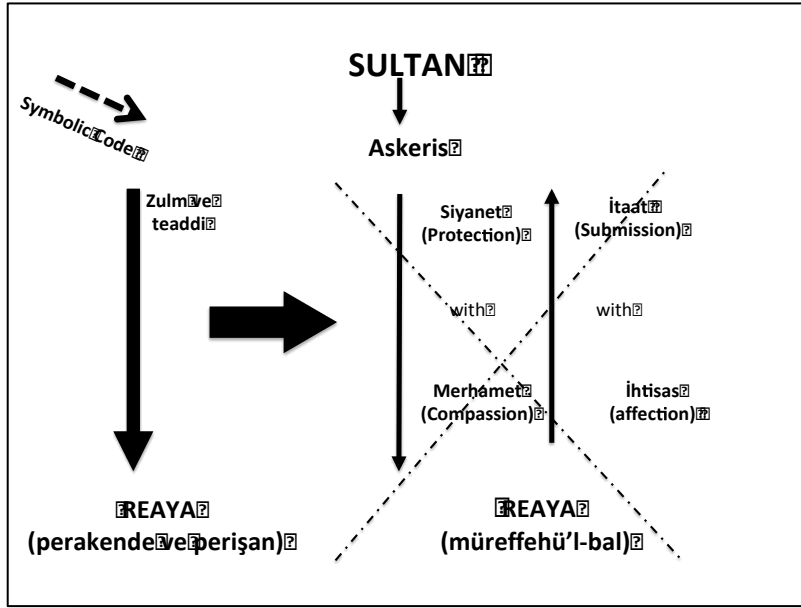 SULTAN
Symbolic Code
Askeris
Zulm ve
teaddi
Siyanet
(Protection)
İtaat
(Submission)
with
with
Merhamet
(Compassion)
İhtisas
(affection)
REAYA
(perakende ve perişan)
REAYA
(müreffehü’l-bal)